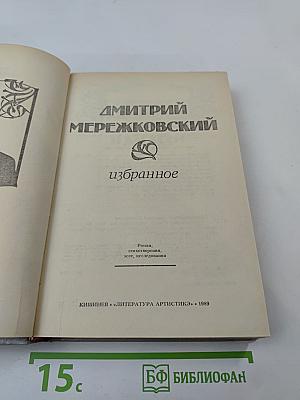 ДМИТРИЙ
МЕРЕЖКОВСКИЙ
избранное
Роман,
стихотворения,
эссе, исследования
КИШИНЕВ • «ЛИТЕРАТУРА АРТИСТИКЭ» • 1989
15с
БФ БИБЛИОФАН